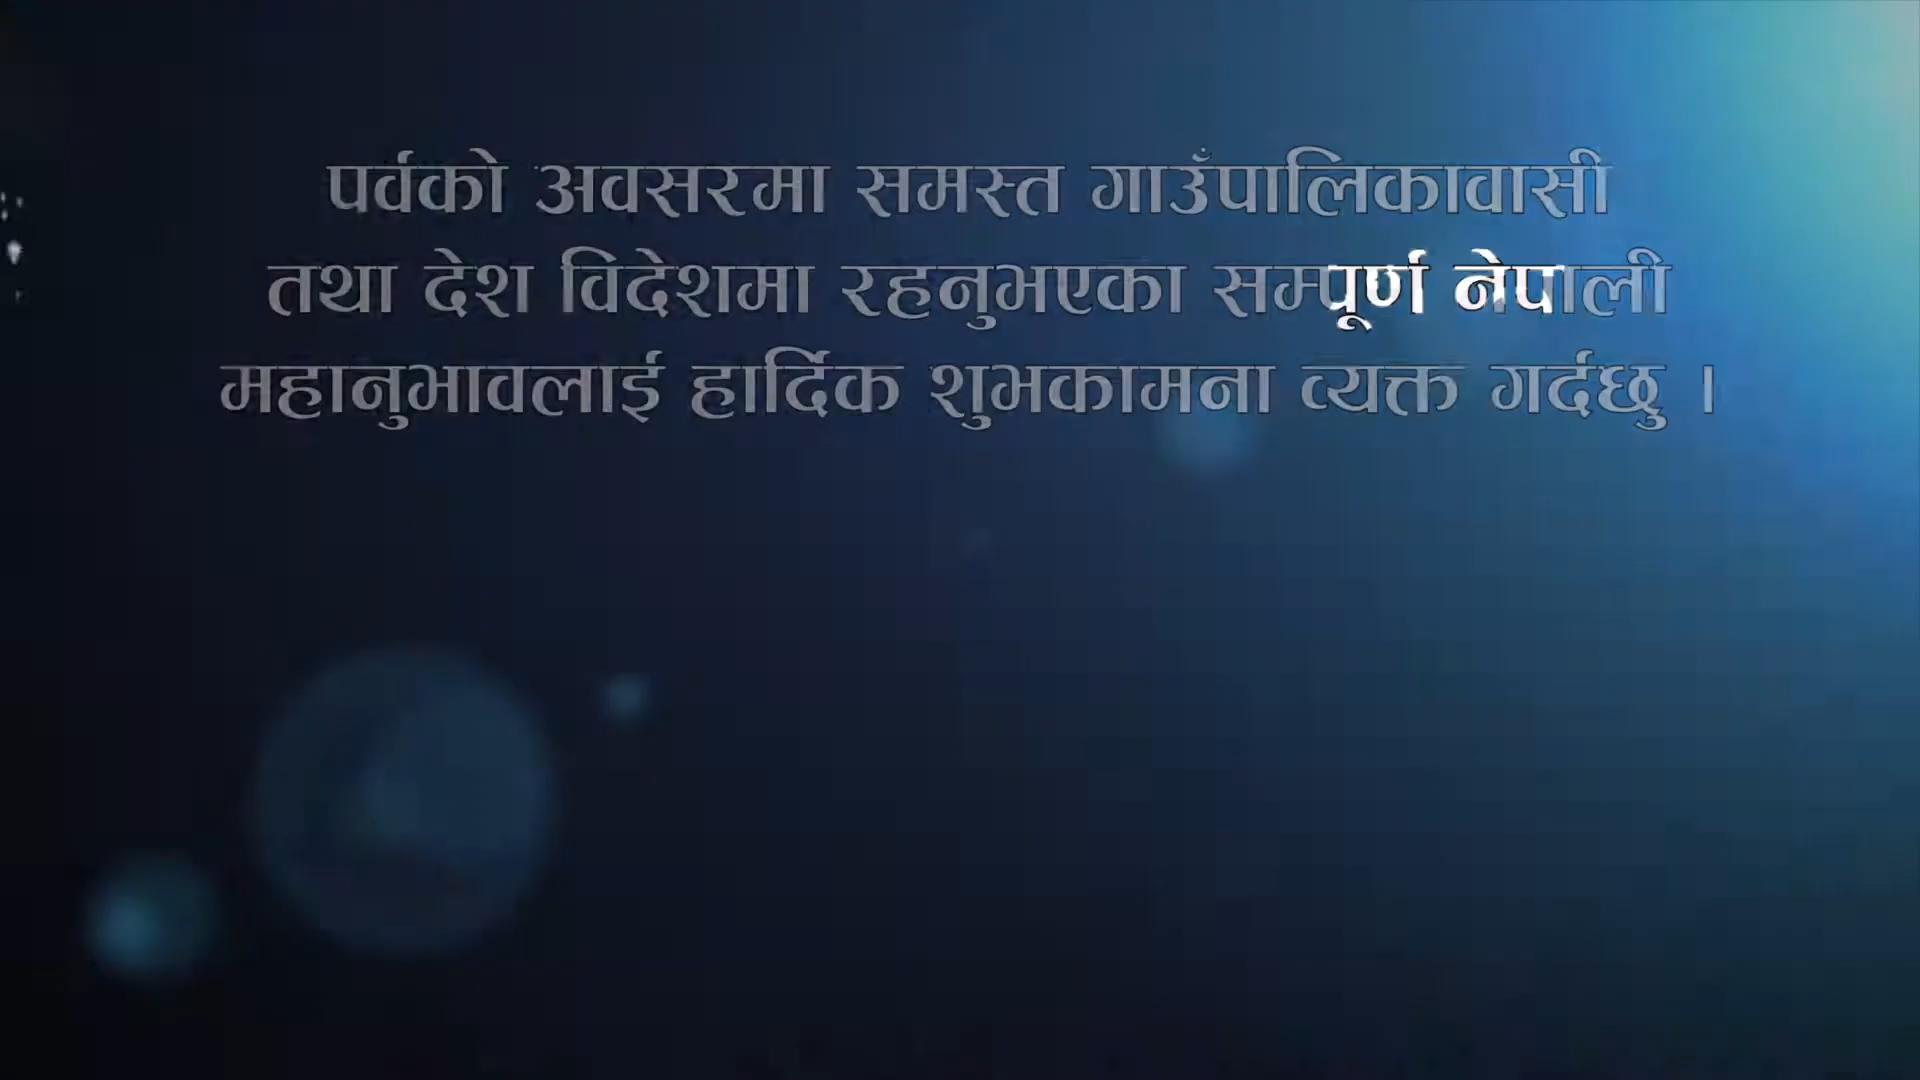 पर्वको अवसरमा समस्त गाउँपालिकावासी
तथा देश विदेशमा रहनुभएका सम्पूर्ण नेपाली
महानुभावलाई हार्दिक शुभकामना व्यक्त गर्दछु ।